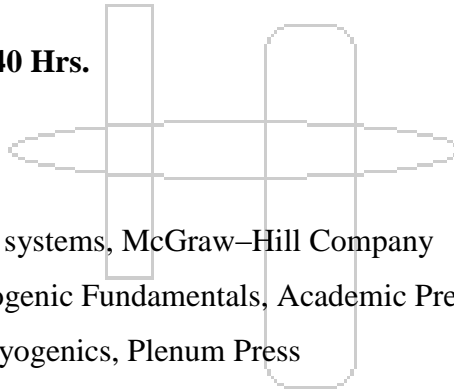 40 Hrs.
systems, McGraw–Hill Company
ogenic Fundamentals, Academic Pre
yogenics, Plenum Press